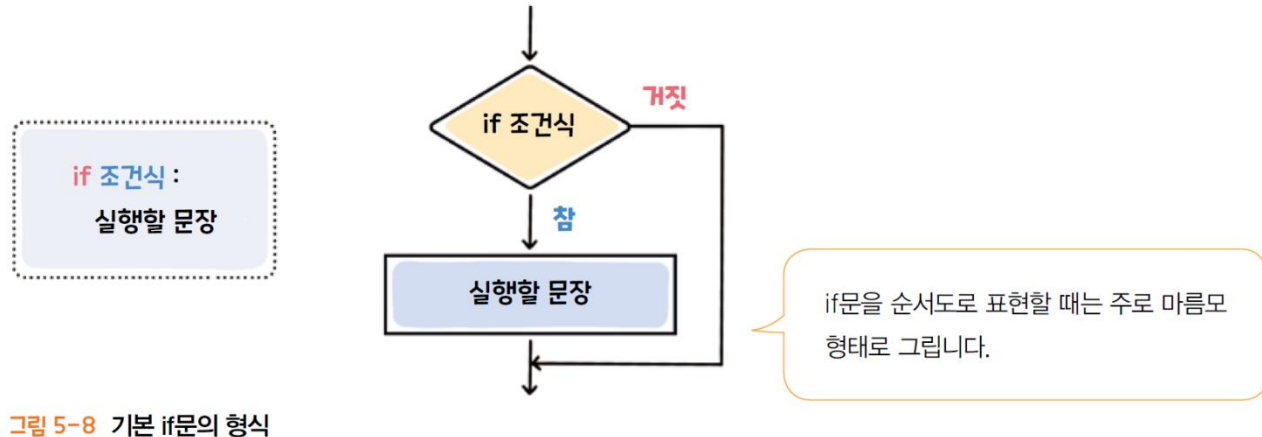 if 조건식 :
실행할 문장
if 조건식
거짓
참
실행할 문장
if문을 순서도로 표현할 때는 주로 마름모
형태로 그립니다.
그림 5-8 기본 if문의 형식